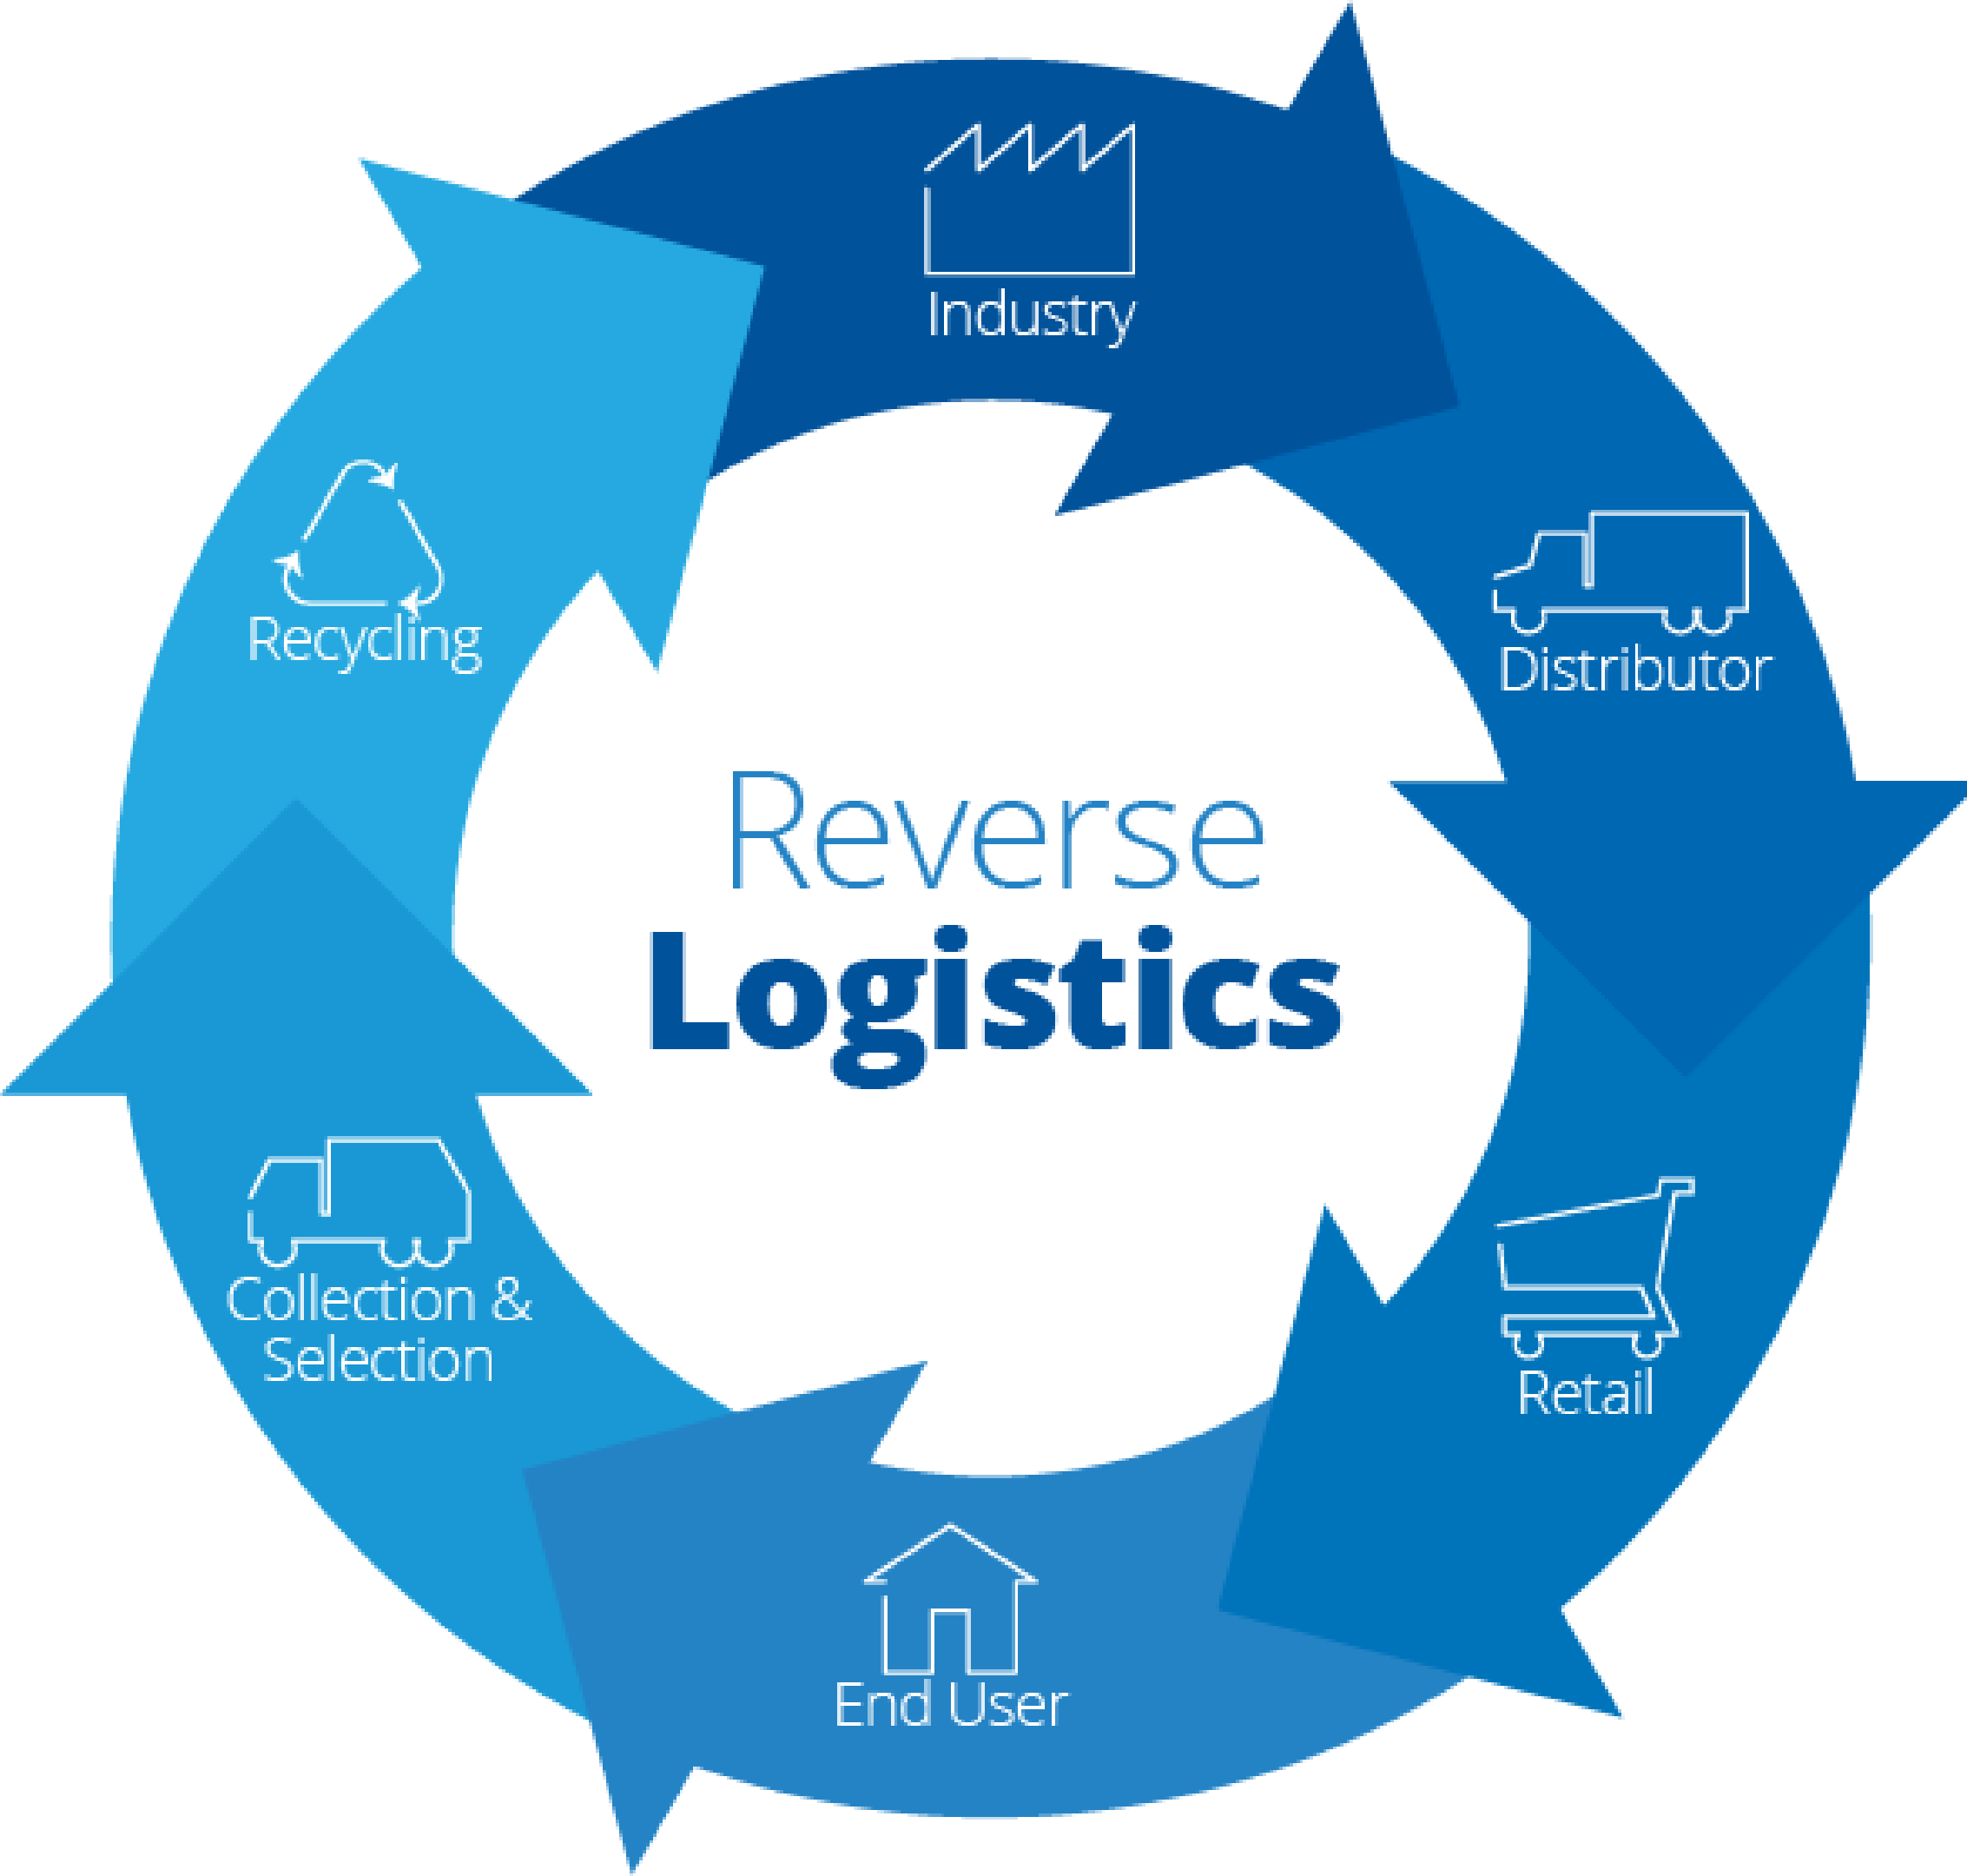 Industry
Distributor
Retail
End User
Collection &
Selection
Recycling
Reverse
Logistics